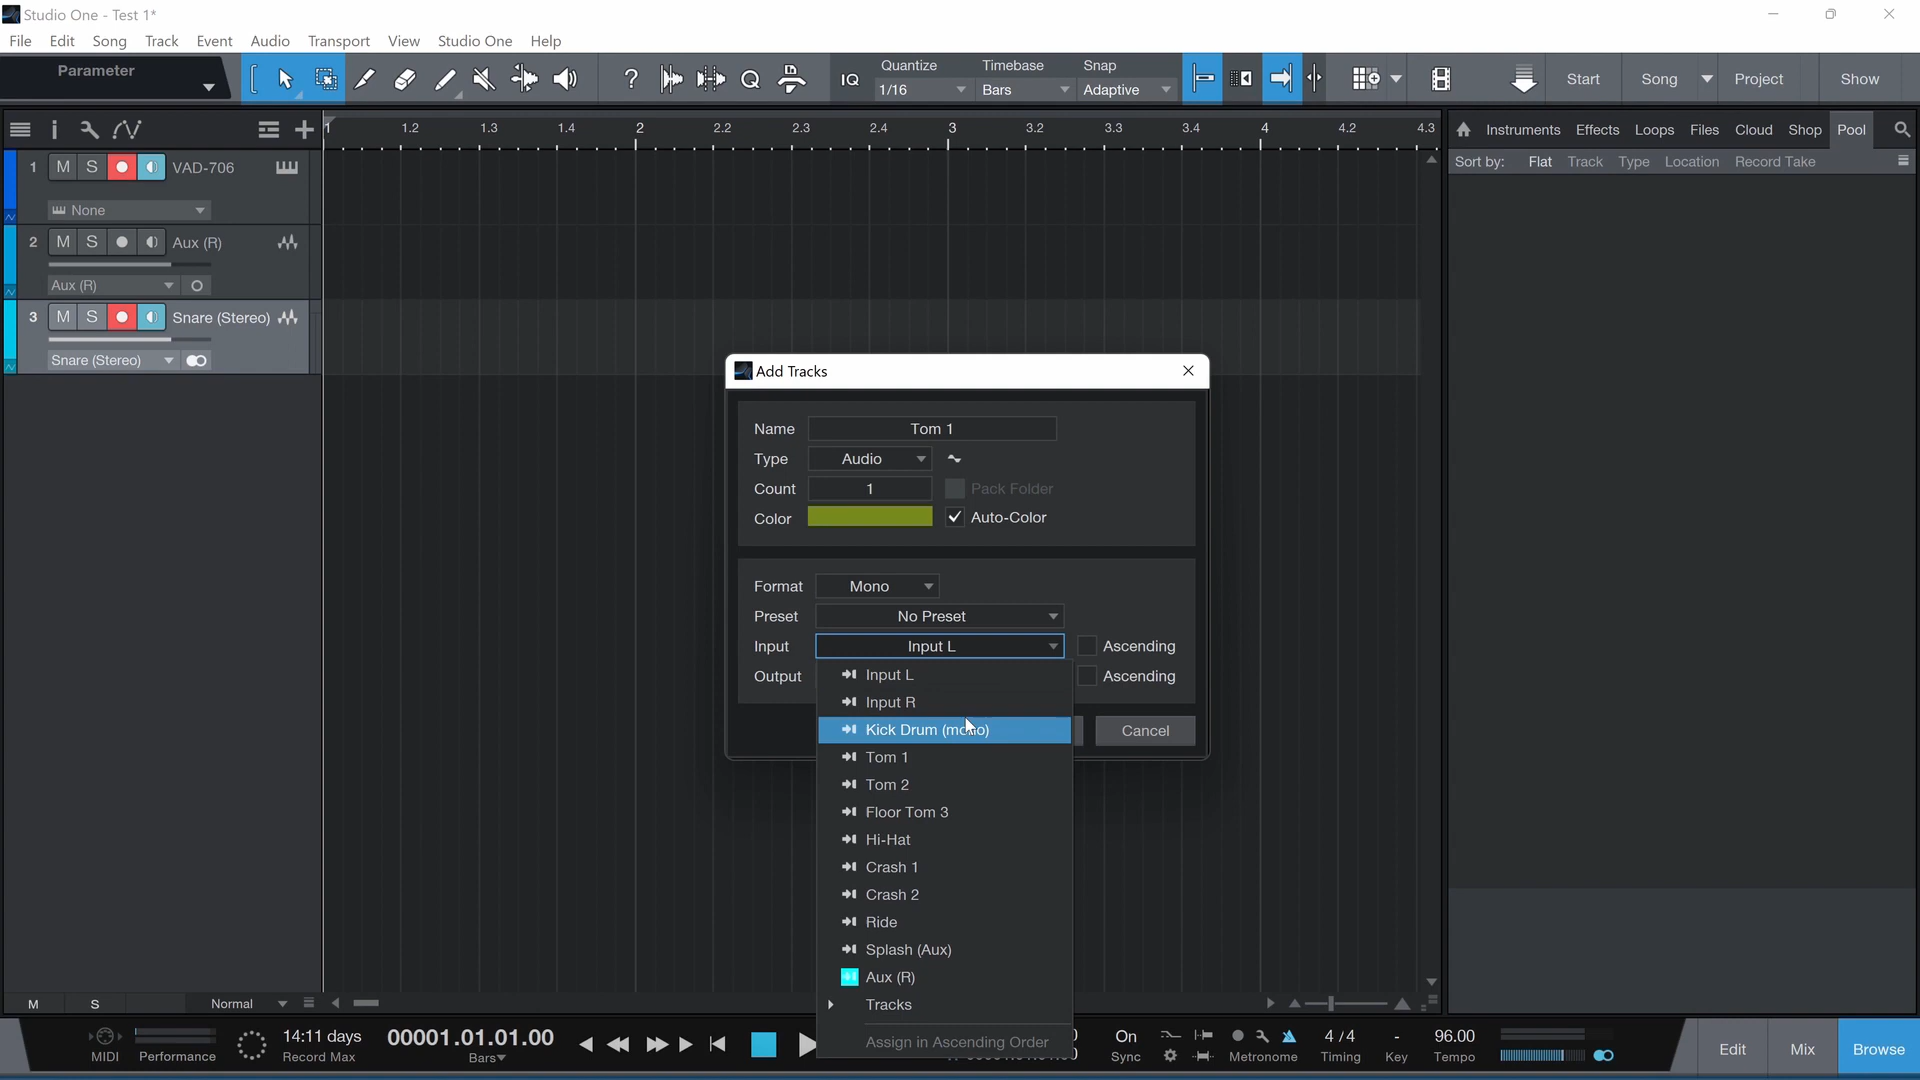 Studio One - Test 1*
File Edit Song Track Event Audio Transport View Studio One Help
Parameter
IQ
Quantize
1/16
Timebase
Bars
Snap
Adaptive
Start Song Project Show
1 1.2 1.3 1.4 2 2.2 2.3 2.4 3 3.2 3.3 3.4 4 4.2 4.3
Instruments Effects Loops Files Cloud Shop Pool
Sort by: Flat Track Type Location Record Take
1 M S VAD-706
None
2 M S Aux (R)
Aux (R)
3 M S Snare (Stereo)
Snare (Stereo)
Add Tracks
Name Tom 1
Type Audio
Count 1 Pack Folder
Color Auto-Color
Format Mono
Preset No Preset
Input Input L Ascending
Output Ascending
Input L
Input R
Kick Drum (mono)
Cancel
Tom 1
Tom 2
Floor Tom 3
Hi-Hat
Crash 1
Crash 2
Ride
Splash (Aux)
Aux (R)
Tracks
Assign in Ascending Order
M S Normal
MIDI
Performance
14:11 days
Record Max
00001.01.01.00
Bars
On
Sync
Metronome
4 / 4
Timing
-
Key
96.00
Tempo
Edit Mix Browse